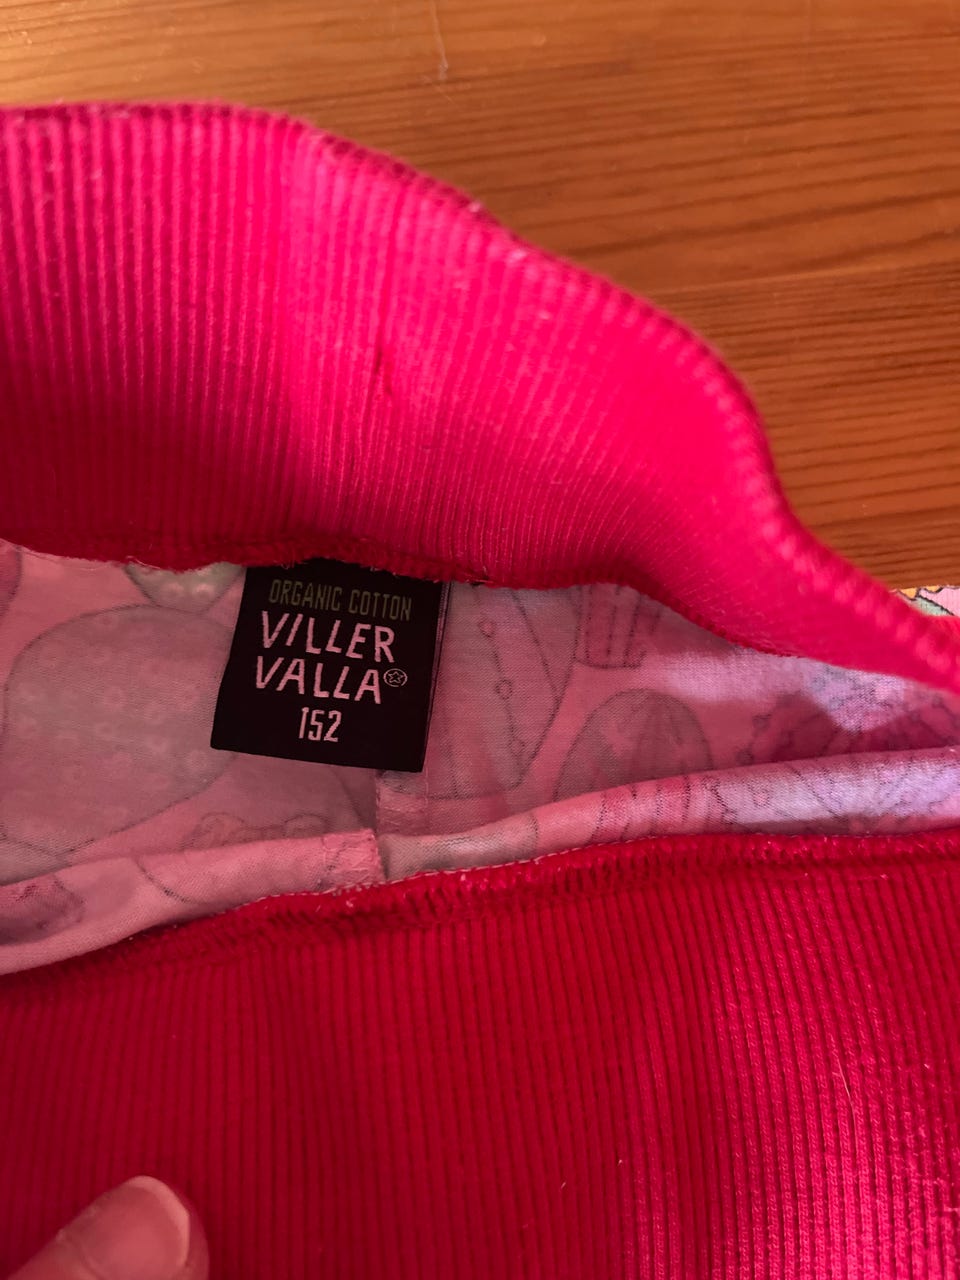 ORGANIC COTTON
VILLER
VALLA
152